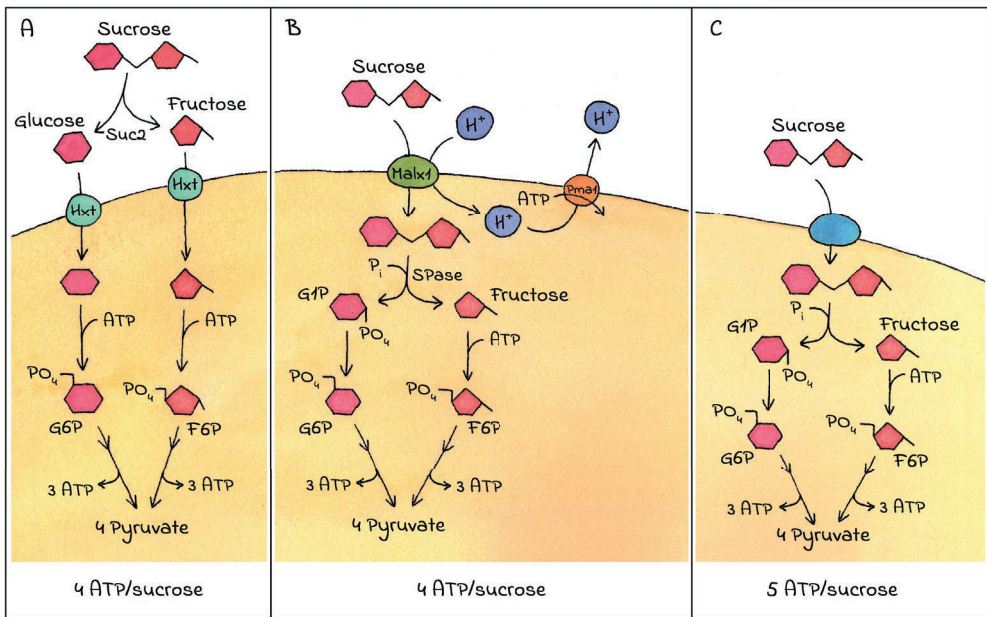 A
Sucrose
Glucose
Suc2
Fructose
Hxt
Hxt
ATP
ATP
PO4
PO4
G6P
F6P
3 ATP
3 ATP
4 Pyruvate
4 ATP/sucrose
B
Sucrose
H+
H+
Malx1
Pma1
ATP
H+
Pi
SPase
G1P
Fructose
PO4
ATP
PO4
PO4
G6P
F6P
3 ATP
3 ATP
4 Pyruvate
4 ATP/sucrose
C
Sucrose
Pi
G1P
Fructose
PO4
ATP
PO4
PO4
G6P
F6P
3 ATP
3 ATP
4 Pyruvate
5 ATP/sucrose